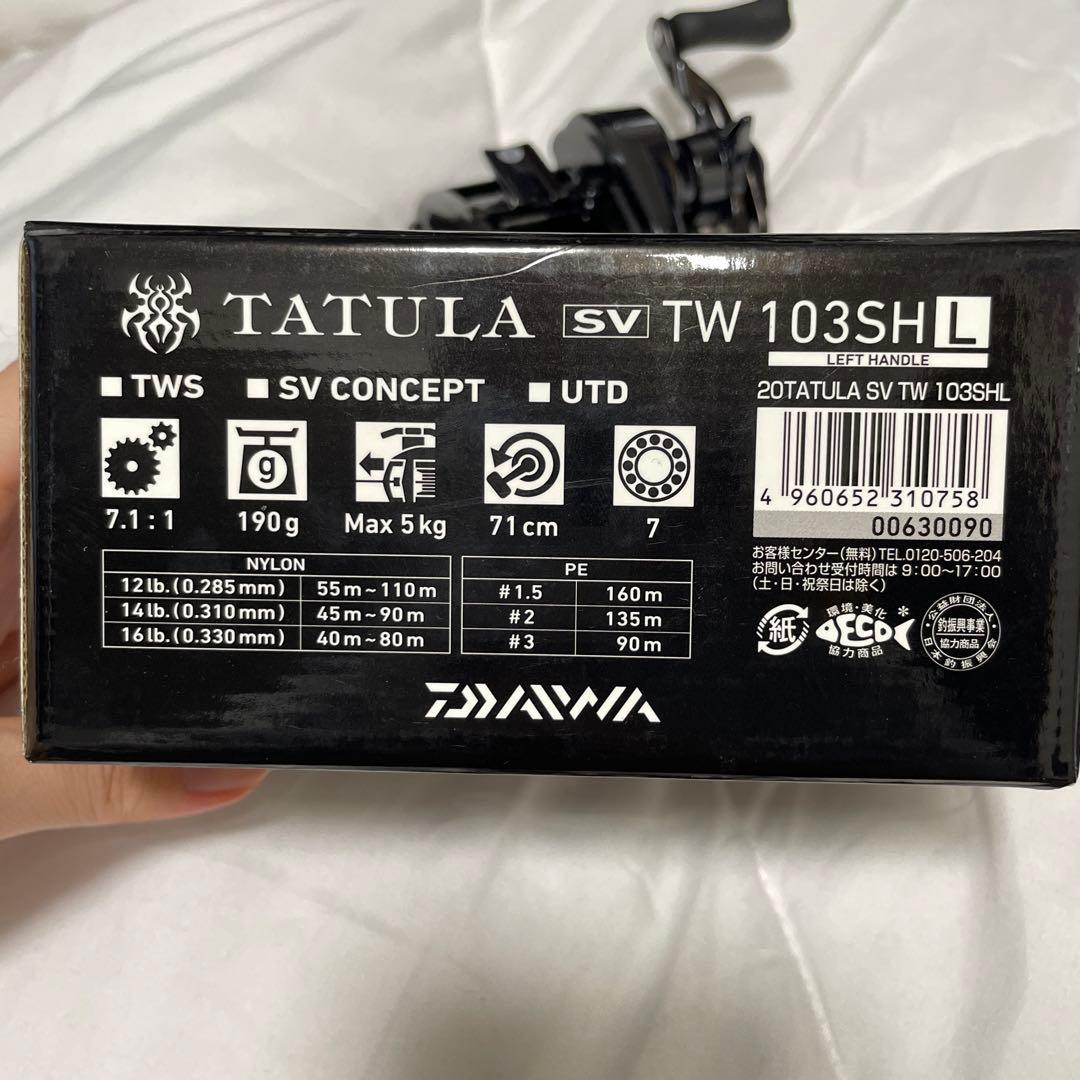 TATULA SV TW 103SH L
LEFT HANDLE
■ TWS ■ SV CONCEPT ■ UTD
20TATULA SV TW 103SHL
g
7.1 : 1 190g Max 5kg 71cm 7
4 960652 310758
00630090
NYLON
12lb.(0.285mm) 55m~110m
14lb.(0.310mm) 45m~90m
16lb.(0.330mm) 40m~80m
PE
#1.5 160m
#2 135m
#3 90m
お客様センター(無料)TEL.0120-506-204
お問い合わせ受付時間は 9:00~17:00
(土・日・祝祭日は除く)
紙
環境・美化*
DECO
協力商品
公益財団法人
釣振興事業
協力商品
日本釣振興会
DAIWA